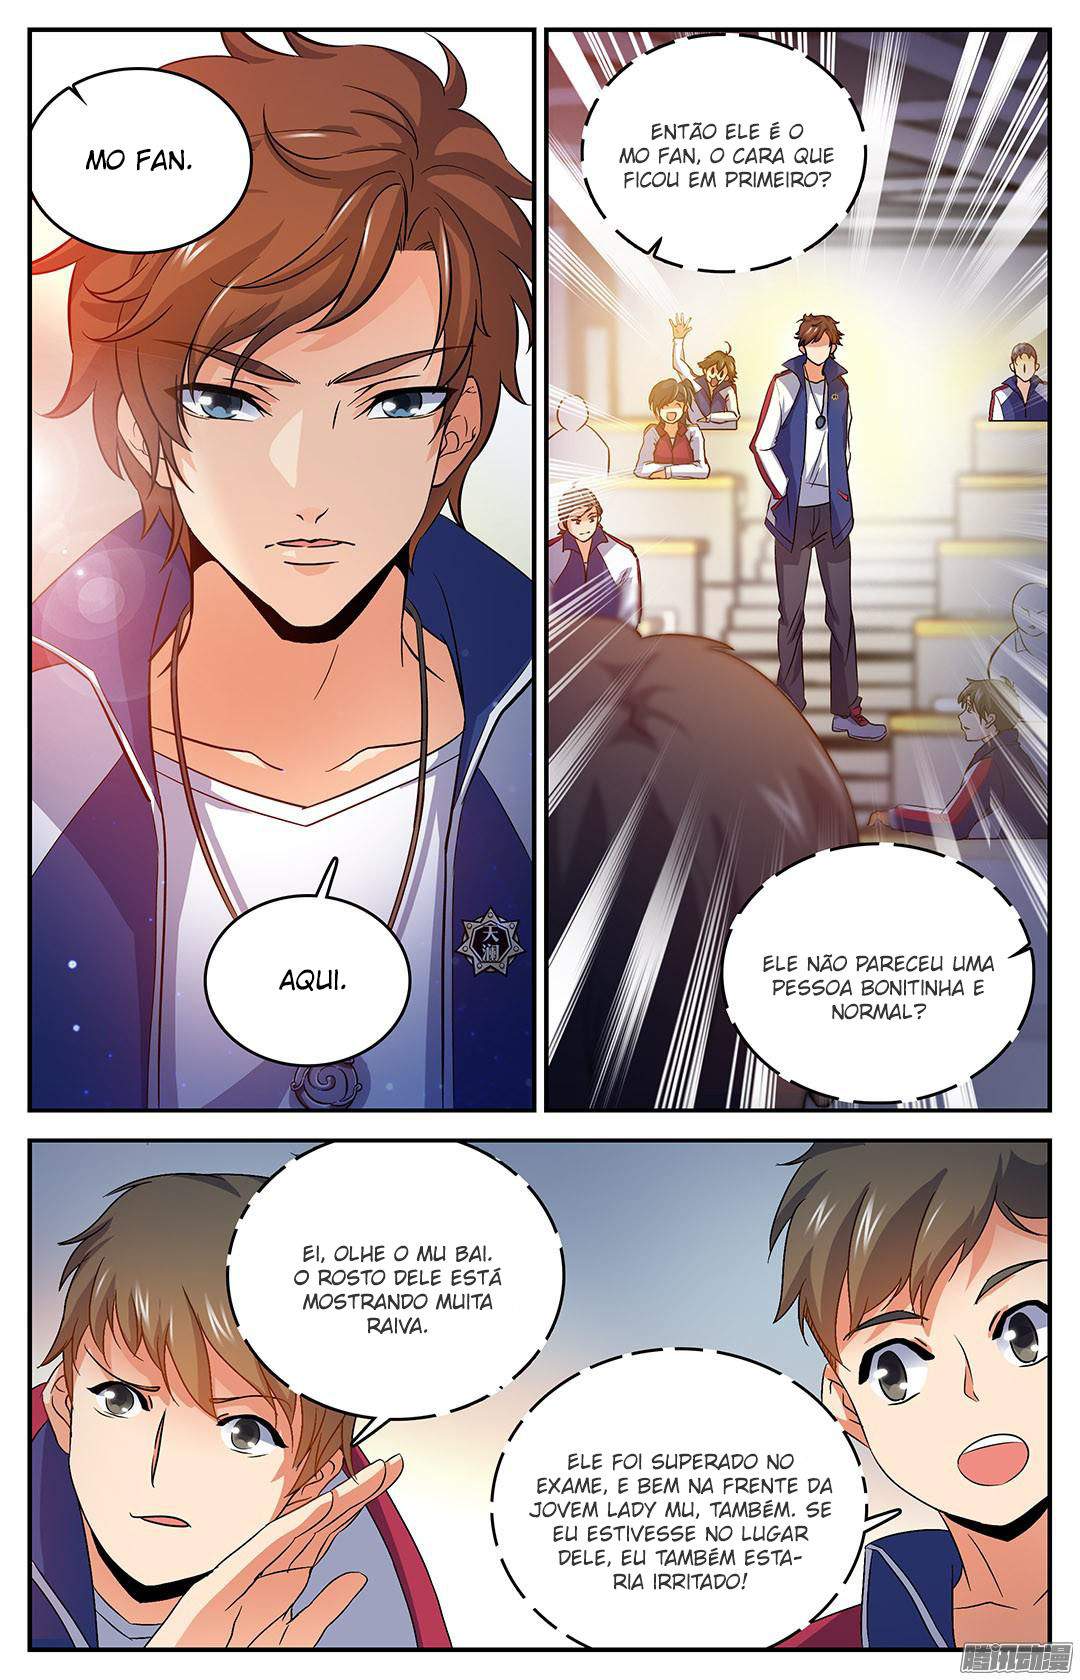 MO FAN.
AQUI.
天
澜
ENTÃO ELE É O
MO FAN, O CARA QUE
FICOU EM PRIMEIRO?
ELE NÃO PARECEU UMA
PESSOA BONITINHA E
NORMAL?
EI, OLHE O MU BAI.
O ROSTO DELE ESTÁ
MOSTRANDO MUITA
RAIVA.
ELE FOI SUPERADO NO
EXAME, E BEM NA FRENTE DA
JOVEM LADY MU, TAMBÉM. SE
EU ESTIVESSE NO LUGAR
DELE, EU TAMBÉM ESTA-
RIA IRRITADO!
腾讯动漫